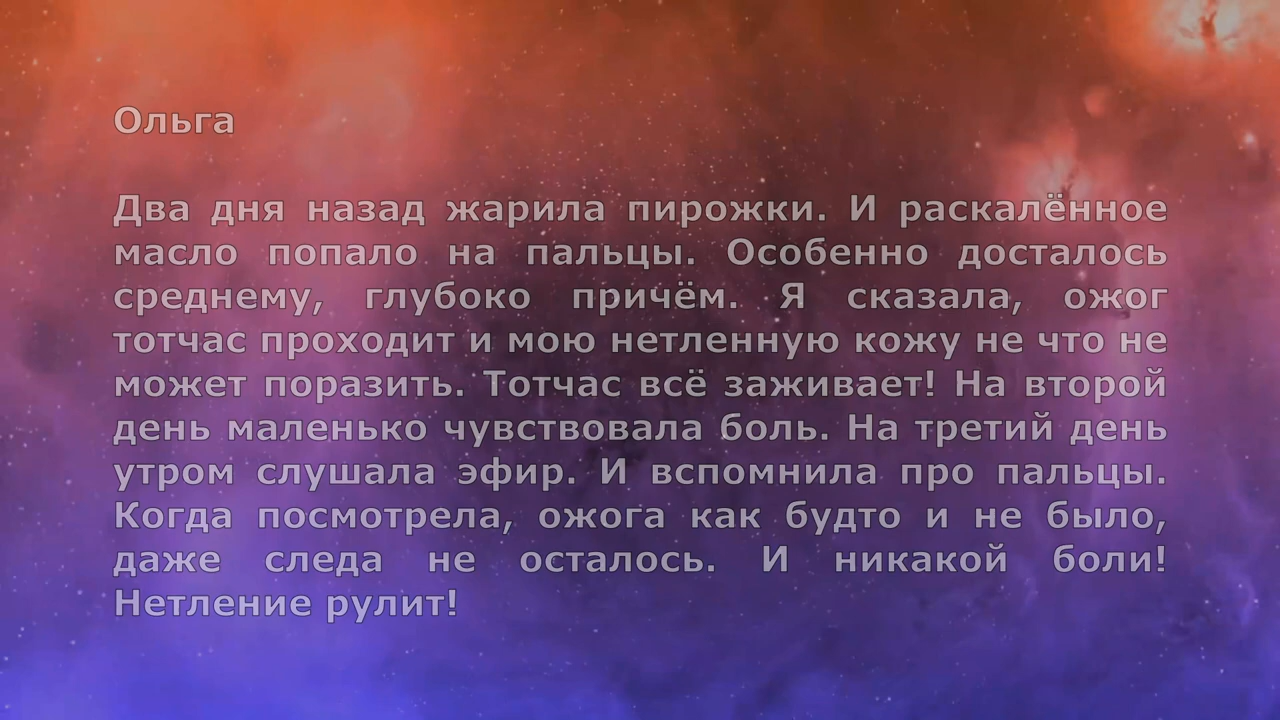 Ольга
Два дня назад жарила пирожки. И раскалённое
масло попало на пальцы. Особенно досталось
среднему, глубоко причём. Я сказала, ожог
тотчас проходит и мою нетленную кожу не что не
может поразить. Тотчас всё заживает! На второй
день маленько чувствовала боль. На третий день
утром слушала эфир. И вспомнила про пальцы.
Когда посмотрела, ожога как будто и не было,
даже следа не осталось. И никакой боли!
Нетление рулит!